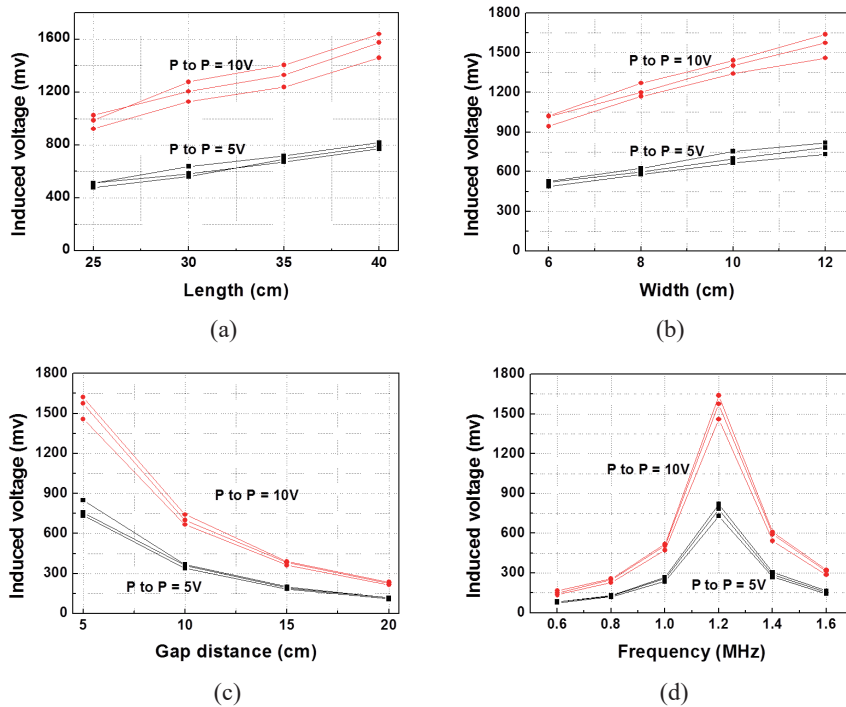 Induced voltage (mv)
1600
1200
800
400
0
P to P = 10V
P to P = 5V
25 30 35 40
Length (cm)
(a)
Induced voltage (mv)
1800
1500
1200
900
600
300
0
P to P = 10V
P to P = 5V
6 8 10 12
Width (cm)
(b)
Induced voltage (mv)
1800
1500
1200
900
600
300
0
P to P = 10V
P to P = 5V
5 10 15 20
Gap distance (cm)
(c)
Induced voltage (mv)
1800
1500
1200
900
600
300
0
P to P = 10V
P to P = 5V
0.6 0.8 1.0 1.2 1.4 1.6
Frequency (MHz)
(d)